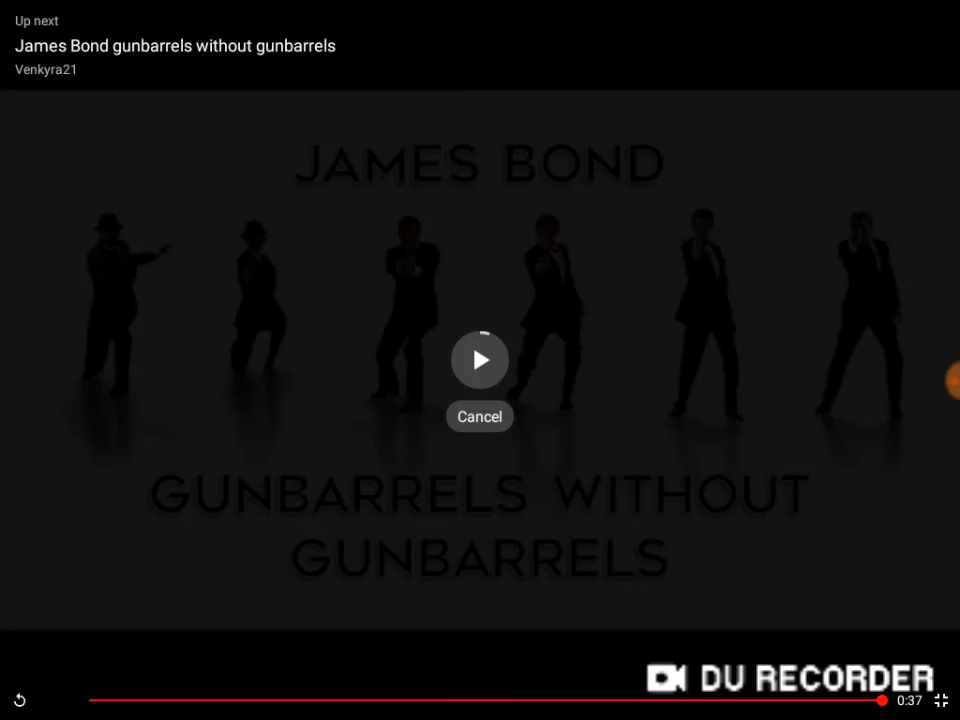 Up next
James Bond gunbarrels without gunbarrels
Venkyra21
JAMES BOND
Cancel
GUNBARRELS WITHOUT
GUNBARRELS
DU RECORDER
0:37